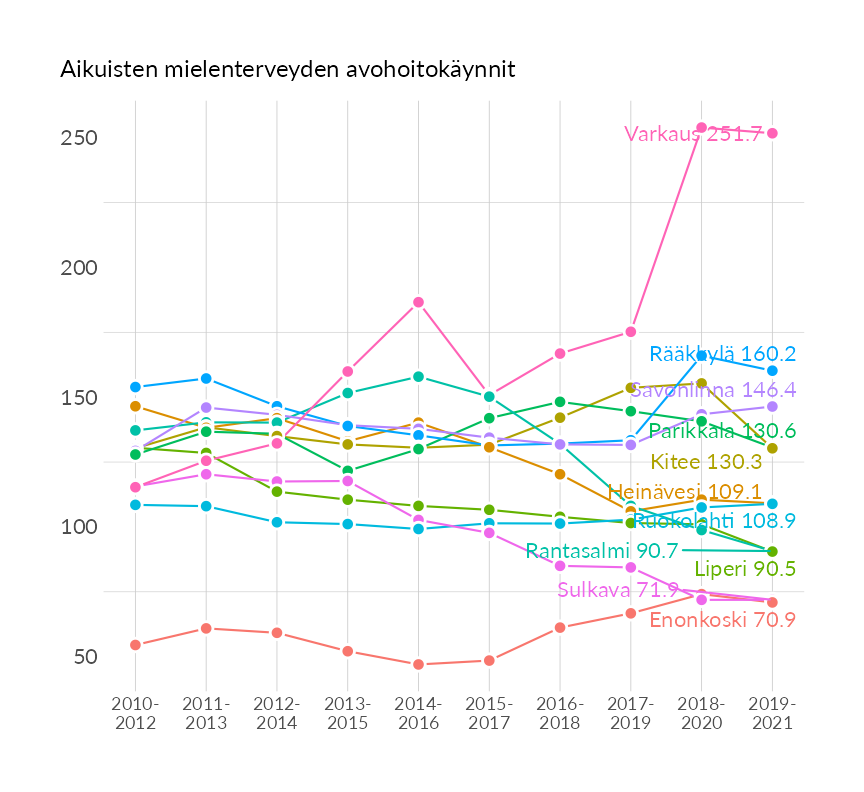 Aikuisten mielenterveyden avohoitokäynnit
250
200
150
100
50
Varkaus 251.7
Rääkkylä 160.2
Savonlinna 146.4
Parikkala 130.6
Kitee 130.3
Heinävesi 109.1
Ruokolahti 108.9
Rantasalmi 90.7
Liperi 90.5
Sulkava 71.9
Enonkoski 70.9
2010-
2012
2011-
2013
2012-
2014
2013-
2015
2014-
2016
2015-
2017
2016-
2018
2017-
2019
2018-
2020
2019-
2021